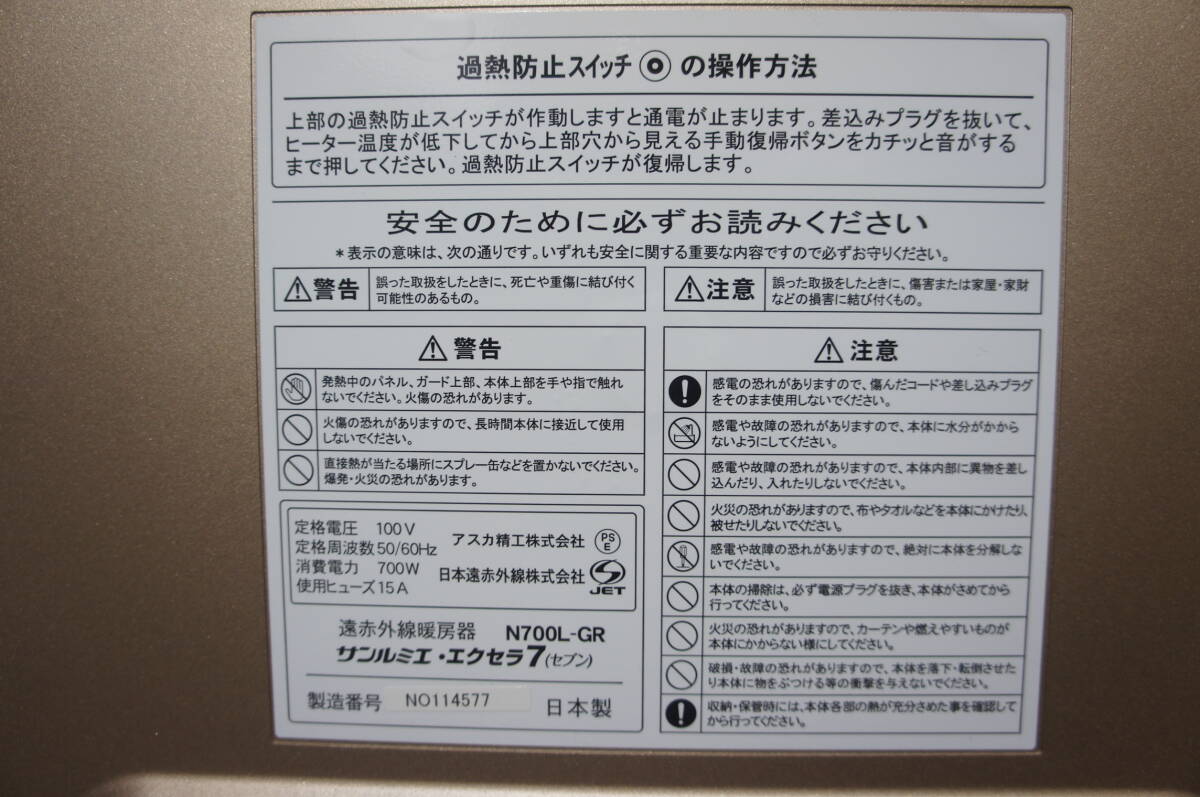 過熱防止スイッチ◎の操作方法
上部の過熱防止スイッチが作動しますと通電が止まります。差込みプラグを抜いて、
ヒーター温度が低下してから上部穴から見える手動復帰ボタンをカチッと音がする
まで押してください。過熱防止スイッチが復帰します。
安全のために必ずお読みください
*表示の意味は、次の通りです。いずれも安全に関する重要な内容ですので必ずお守りください。
警告
誤った取扱をしたときに、死亡や重傷に結び付く
可能性のあるもの。
注意
誤った取扱をしたときに、傷害または家屋・家財
などの損害に結び付くもの。
警告
発熱中のパネル、ガード上部、本体上部を手や指で触れ
ないでください。火傷の恐れがあります。
火傷の恐れがありますので、長時間本体に接近して使用
しないでください。
直接熱が当たる場所にスプレー缶などを置かないでください。
爆発・火災の恐れがあります。
注意
感電の恐れがありますので、傷んだコードや差し込みプラグ
をそのまま使用しないでください。
感電や故障の恐れがありますので、本体に水分がかから
ないようにしてください。
感電や故障の恐れがありますので、本体内部に異物を差し
込んだり、入れたりしないでください。
火災の恐れがありますので、布やタオルなどを本体にかけたり、
被せたりしないでください。
感電や故障の恐れがありますので、絶対に本体を分解しな
いでください。
本体の掃除は、必ず電源プラグを抜き、本体がさめてから
行ってください。
火災の恐れがありますので、カーテンや燃えやすいものが
本体にかからない様にしてください。
破損・故障の恐れがありますので、本体を落下・転倒させた
り本体に物をぶつける等の衝撃を与えないでください。
収納・保管時には、本体各部の熱が充分さめた事を確認して
から行ってください。
定格電圧 100V
定格周波数 50/60Hz
消費電力 700W
使用ヒューズ 15A
アスカ精工株式会社
PS
E
日本遠赤外線株式会社
JET
遠赤外線暖房器 N700L-GR
サンルミエ・エクセラ7(セブン)
製造番号 NO114577 日本製